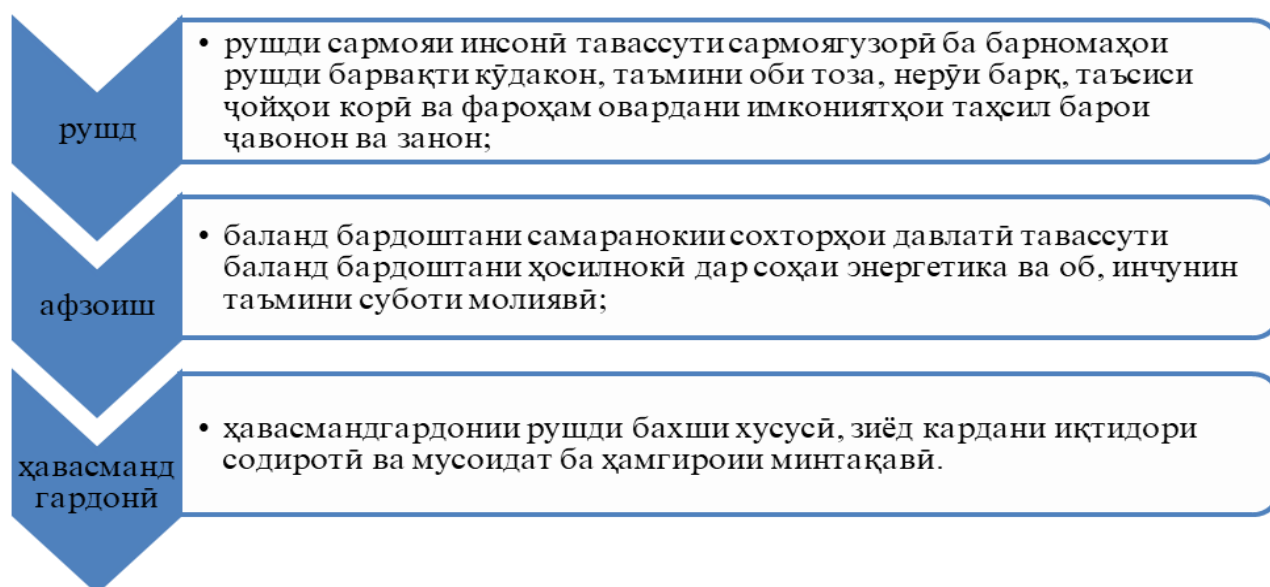 рушд
• рушди сармояи инсонӣ тавассути сармоягузорӣ ба барномаҳои
рушди барвақти кӯдакон, таъмини оби тоза, нерӯи барқ, таъсиси
ҷойҳои корӣ ва фароҳам овардани имкониятҳои таҳсил барои
ҷавонон ва занон;
афзоиш
• баланд бардоштани самаранокии сохторҳои давлатӣ тавассути
баланд бардоштани ҳосилнокӣ дар соҳаи энергетика ва об, инчунин
таъмини суботи молиявӣ;
ҳавасманд
гардонӣ
• ҳавасмандгардонии рушди бахши хусусӣ, зиёд кардани иқтидори
содиротӣ ва мусоидат ба ҳамгироии минтақавӣ.